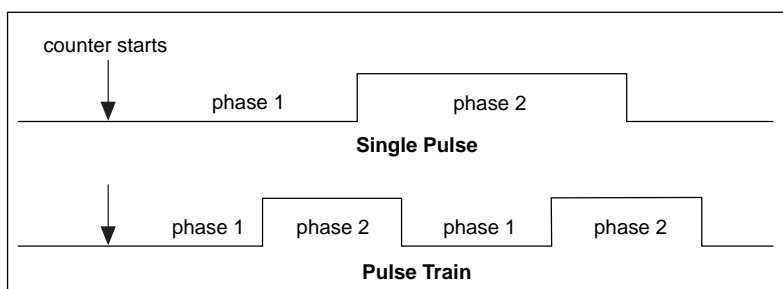 counter starts
phase 1 phase 2
Single Pulse
phase 1 phase 2 phase 1 phase 2
Pulse Train